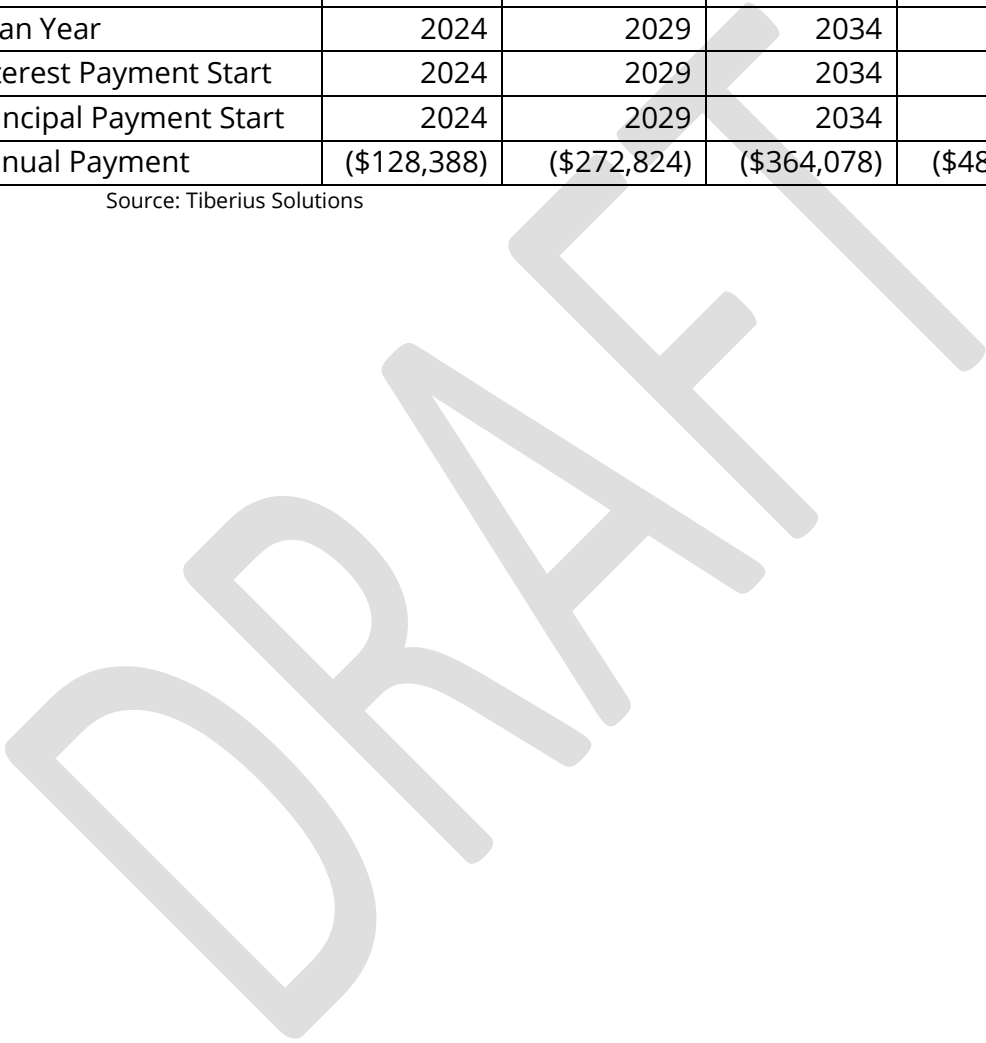 an Year 2024 2029 2034
erest Payment Start 2024 2029 2034
ncipal Payment Start 2024 2029 2034
nual Payment ($128,388) ($272,824) ($364,078) ($48
Source: Tiberius Solutions
DRAFT